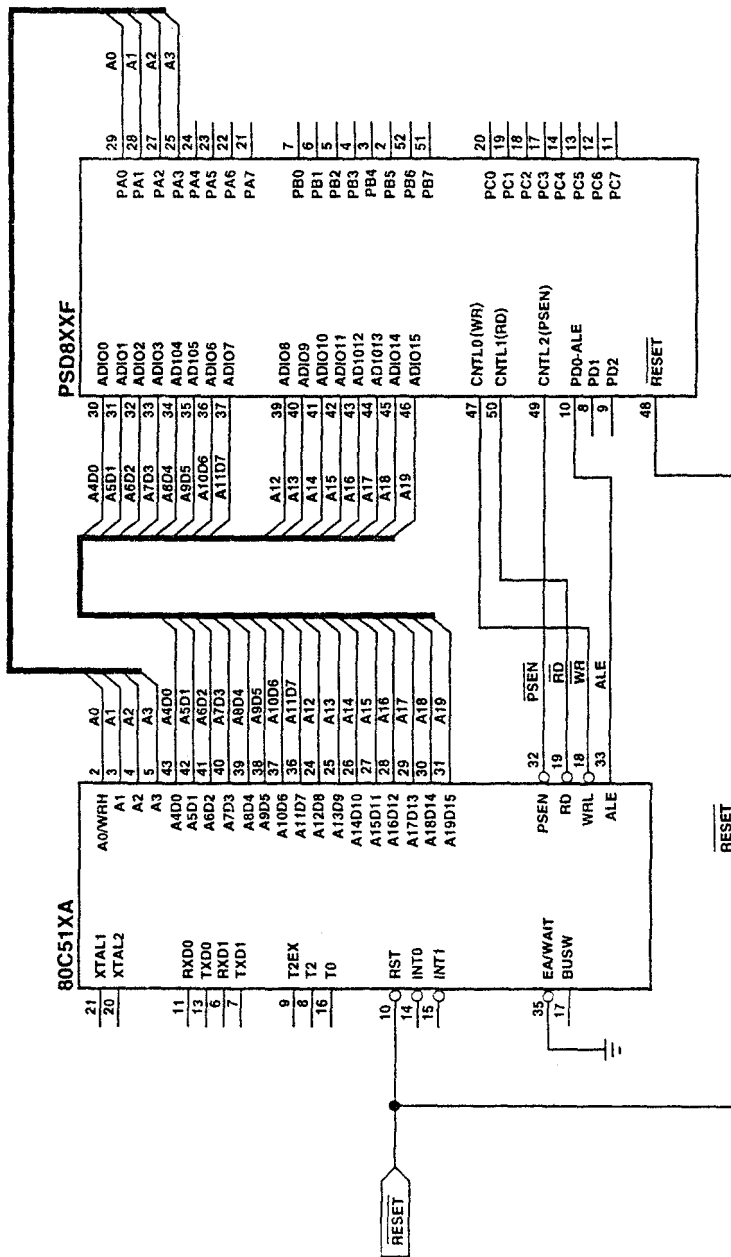 80C51XA
21 XTAL1
20 XTAL2
11 RXD0
13 TXD0
6 RXD1
7 TXD1
9 T2EX
8 T2
16 T0
10 RST
14 INT0
15 INT1
35 EA/WAIT
17 BUSW
RESET
A0/WRH 2 A0
A1 3 A1
A2 4 A2
A3 5 A3
A4D0 43 A4D0
A5D1 42 A5D1
A6D2 41 A6D2
A7D3 40 A7D3
A8D4 39 A8D4
A9D5 38 A9D5
A10D6 37 A10D6
A11D7 36 A11D7
A12D8 24 A12
A13D9 25 A13
A14D10 26 A14
A15D11 27 A15
A16D12 28 A16
A17D13 29 A17
A18D14 30 A18
A19D15 31 A19
PSEN 32 PSEN
RD 19 RD
WRL 18 WR
ALE 33 ALE
RESET
PSD8XXF
A4D0 30 ADIO0
A5D1 31 ADIO1
A6D2 32 ADIO2
A7D3 33 ADIO3
A8D4 34 AD104
A9D5 35 AD105
A10D6 36 ADIO6
A11D7 37 ADIO7
A12 39 ADIO8
A13 40 ADIO9
A14 41 ADIO10
A15 42 ADIO11
A16 43 AD1012
A17 44 AD1013
A18 45 ADIO14
A19 46 ADIO15
47 CNTL0(WR)
50 CNTL1(RD)
49 CNTL2(PSEN)
10 PD0-ALE
8 PD1
9 PD2
48 RESET
PA0 29 A0
PA1 28 A1
PA2 27 A2
PA3 25 A3
PA4 24
PA5 23
PA6 22
PA7 21
PB0 7
PB1 6
PB2 5
PB3 4
PB4 3
PB5 2
PB6 52
PB7 51
PC0 20
PC1 19
PC2 18
PC3 17
PC4 14
PC5 13
PC6 12
PC7 11